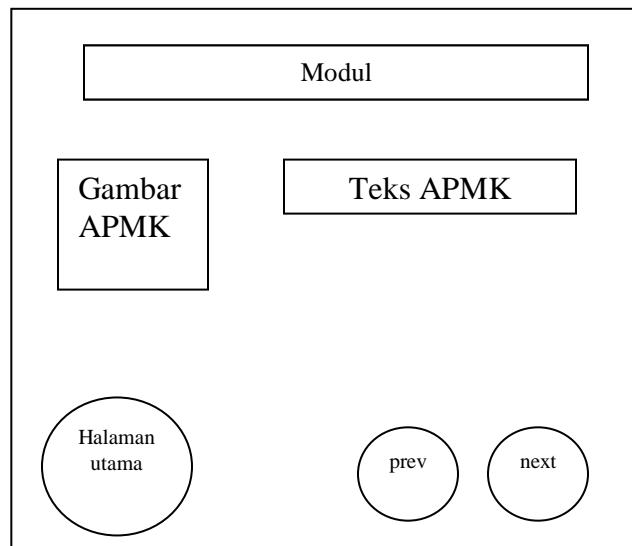 Modul
Gambar
APMK
Teks APMK
Halaman
utama
prev
next